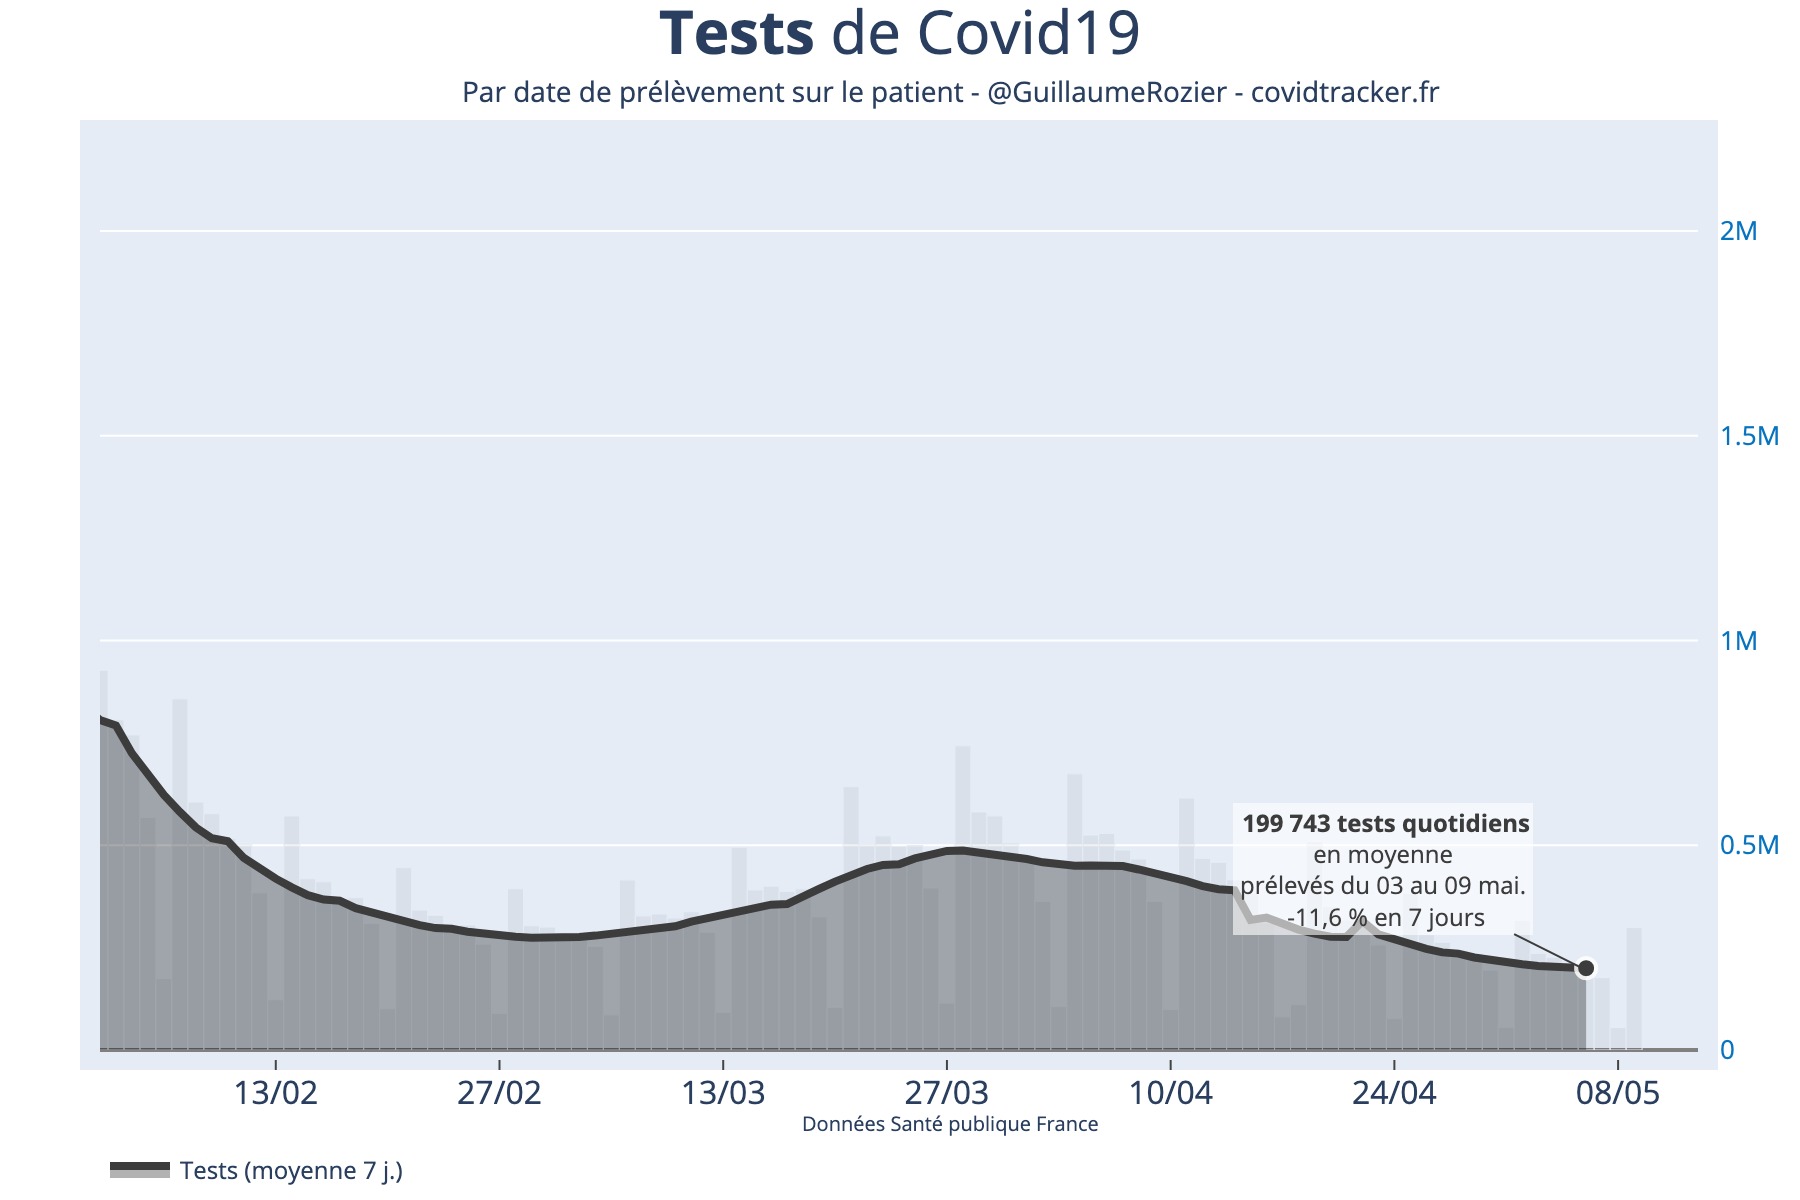 Tests de Covid19
Par date de prélèvement sur le patient - @GuillaumeRozier - covidtracker.fr
2M
1.5M
1M
0.5M
0
199 743 tests quotidiens
en moyenne
prélevés du 03 au 09 mai.
-11,6 % en 7 jours
13/02 27/02 13/03 27/03 10/04 24/04 08/05
Données Santé publique France
Tests (moyenne 7 j.)